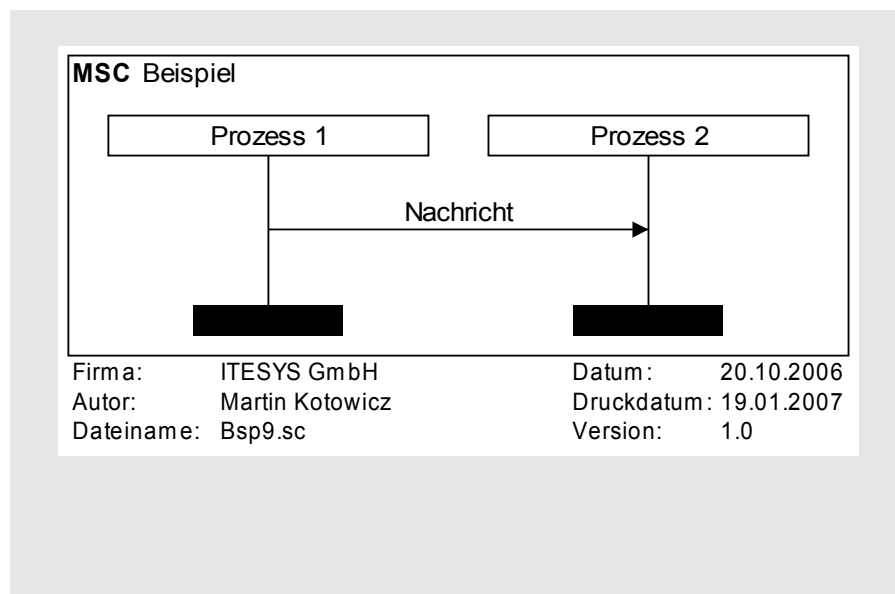 MSC Beispiel
Prozess 1 Prozess 2
Nachricht
Firma: ITESYS GmbH Datum: 20.10.2006
Autor: Martin Kotowicz Druckdatum: 19.01.2007
Dateiname: Bsp9.sc Version: 1.0